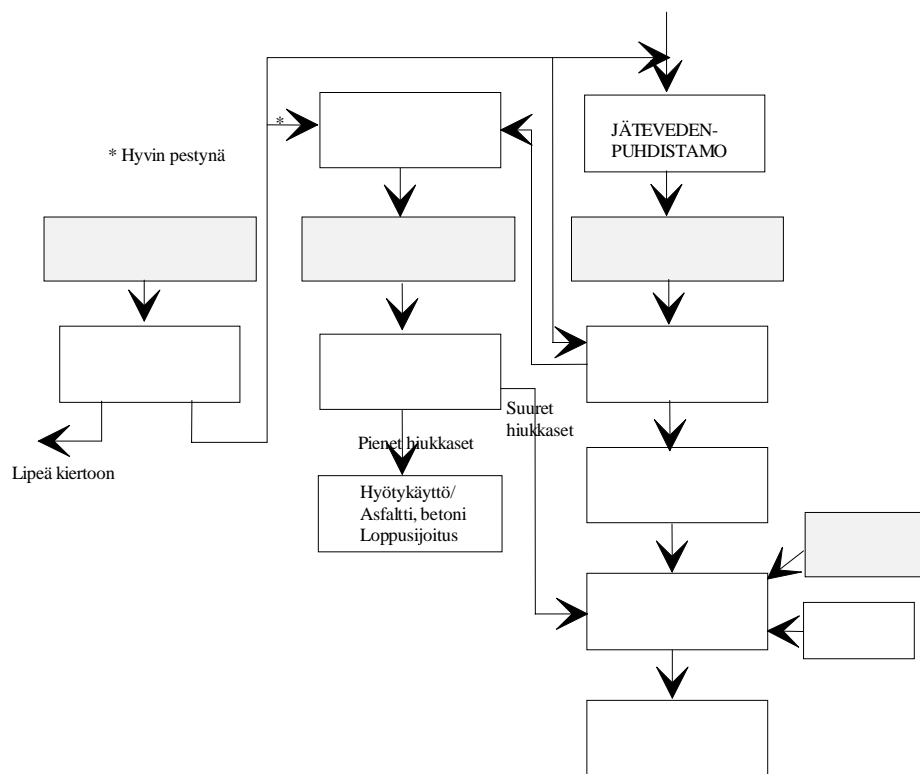 *
JÄTEVEDEN-
PUHDISTAMO
* Hyvin pestynä
Suuret
hiukkaset
Pienet hiukkaset
Lipeä kiertoon
Hyötykäyttö/
Asfaltti, betoni
Loppusijoitus